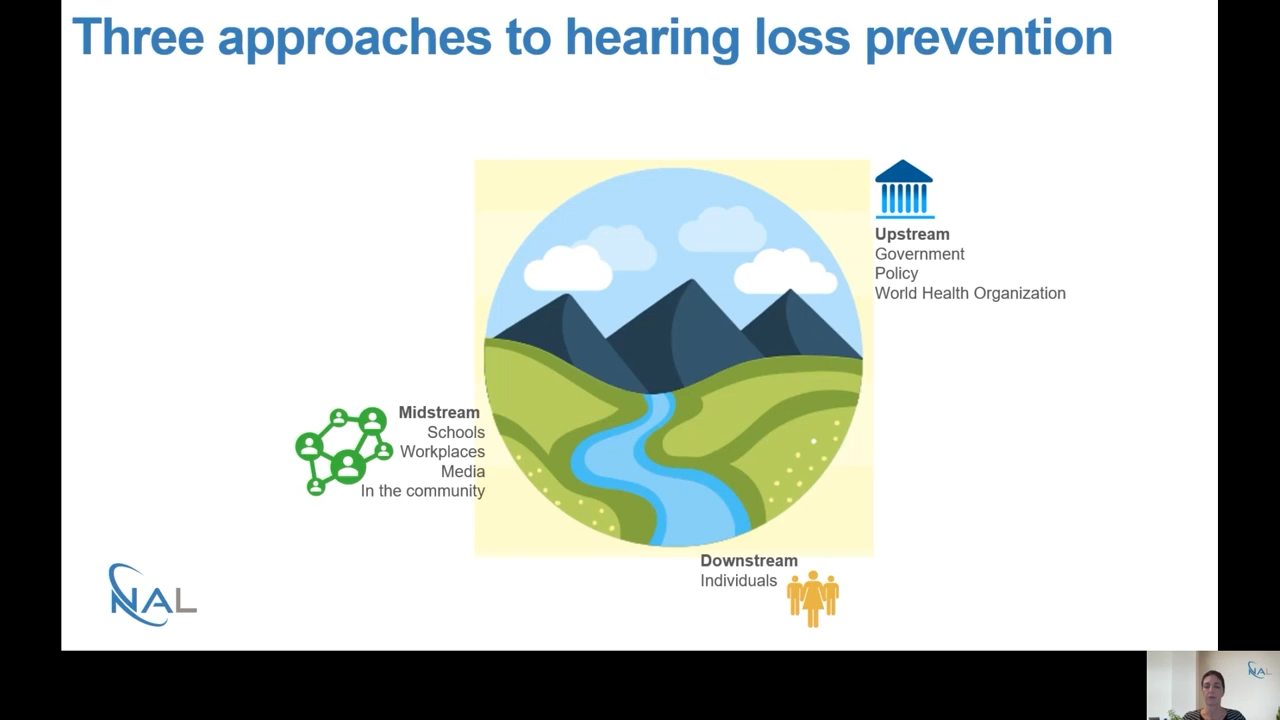 Three approaches to hearing loss prevention
Upstream
Government
Policy
World Health Organization
Midstream
Schools
Workplaces
Media
In the community
Downstream
Individuals
NAL
NAL